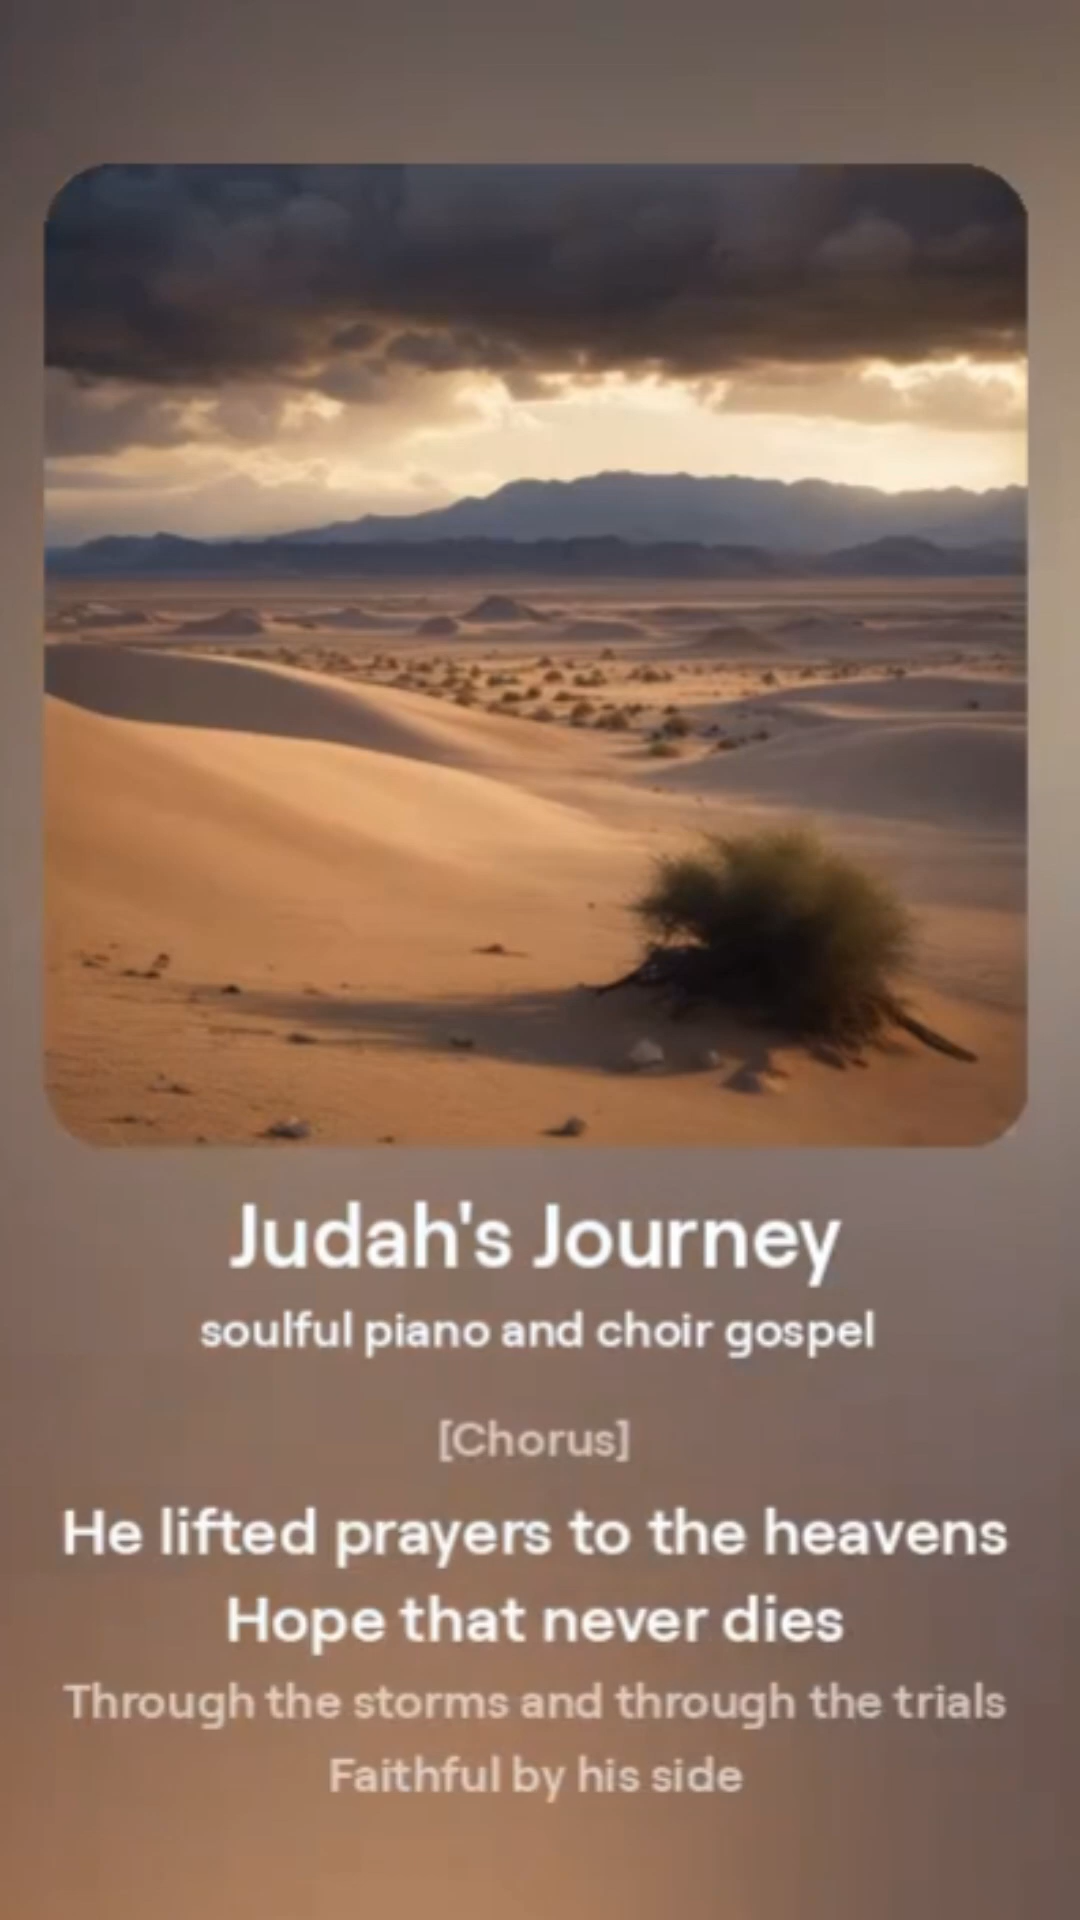 Judah's Journey
soulful piano and choir gospel
[Chorus]
He lifted prayers to the heavens
Hope that never dies
Through the storms and through the trials
Faithful by his side